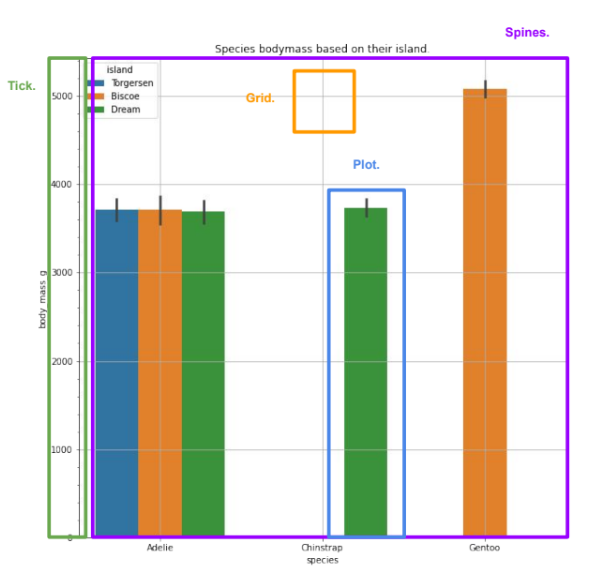 Spines.
Species bodymass based on their island.
Tick.
island
Torgersen
Biscoe
Dream
Grid.
Plot.
5000
4000
3000
2000
1000
0
body_mass_g
Adelie
Chinstrap
Gentoo
species